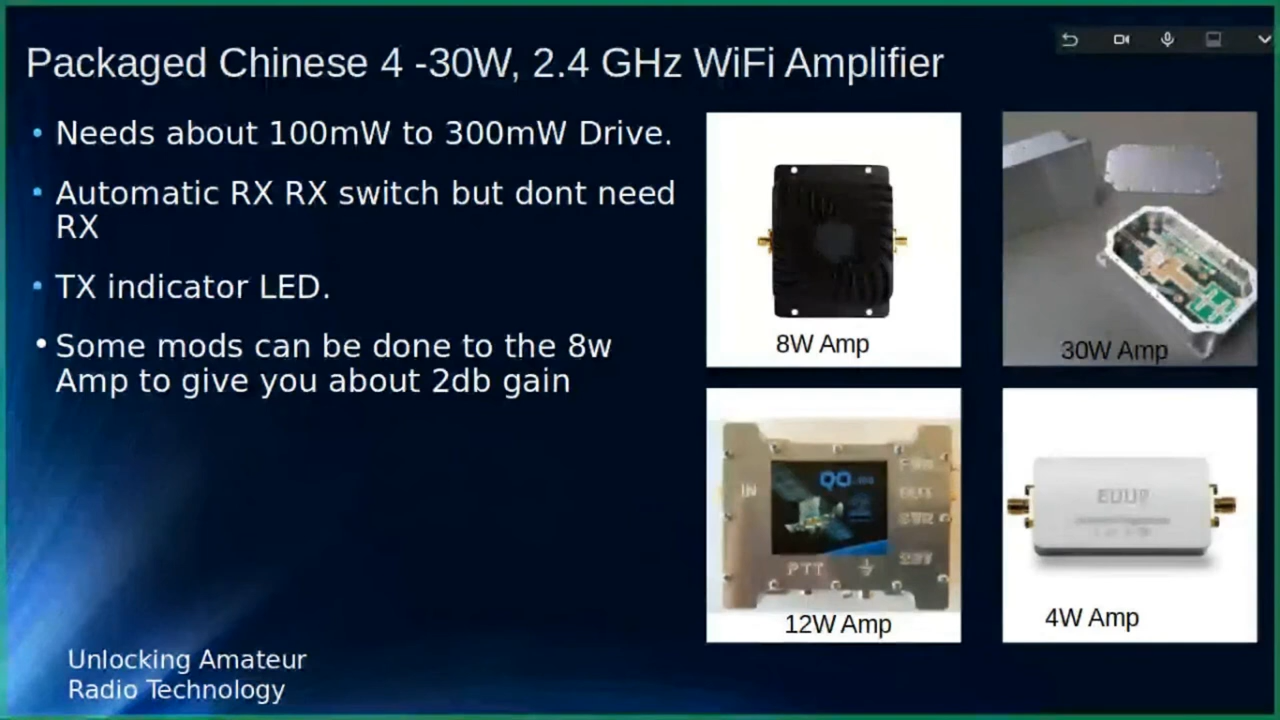 Packaged Chinese 4 -30W, 2.4 GHz WiFi Amplifier
Needs about 100mW to 300mW Drive.
Automatic RX RX switch but dont need
RX
TX indicator LED.
Some mods can be done to the 8w
Amp to give you about 2db gain
8W Amp
30W Amp
IN
QO
PTT
12W Amp
4W Amp
Unlocking Amateur
Radio Technology